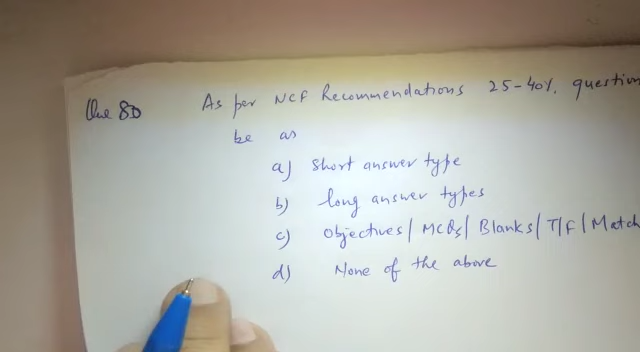 Que 80 As per NCF Recommendations 25-40% question
be as
a) Short answer type
b) long answer types
c) Objectives / MCQs / Blanks / T/F / Match
d) None of the above